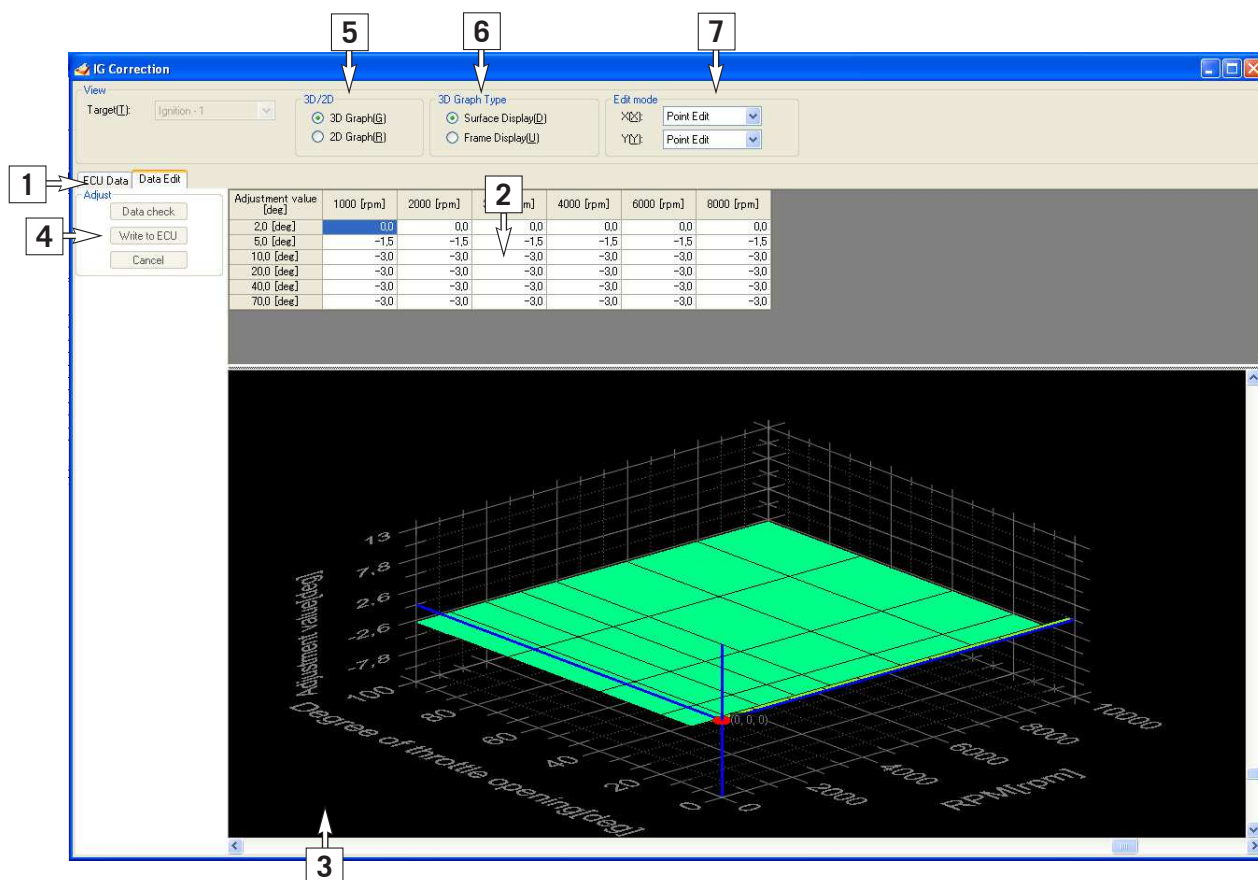 5 6 7
IG Correction
View
Target(T): Ignition - 1
3D/2D
3D Graph(G)
2D Graph(R)
3D Graph Type
Surface Display(D)
Frame Display(U)
Edit mode
X(X): Point Edit
Y(Y): Point Edit
1
ECU Data Data Edit
Adjust
Data check
4
Write to ECU
Cancel
2
Adjustment value [deg] 1000 [rpm] 2000 [rpm] m] 4000 [rpm] 6000 [rpm] 8000 [rpm]
2,0 [deg] 0,0 0,0 0,0 0,0 0,0 0,0
5,0 [deg] -1,5 -1,5 -1,5 -1,5 -1,5 -1,5
10,0 [deg] -3,0 -3,0 -3,0 -3,0 -3,0 -3,0
20,0 [deg] -3,0 -3,0 -3,0 -3,0 -3,0 -3,0
40,0 [deg] -3,0 -3,0 -3,0 -3,0 -3,0 -3,0
70,0 [deg] -3,0 -3,0 -3,0 -3,0 -3,0 -3,0
13
7,8
2,6
-2,6
-7,8
Adjustment value[deg]
100 80 60 40 20 0
Degree of throttle opening[deg]
(0, 0, 0)
0 2000 4000 6000 8000 10000
RPM[rpm]
3